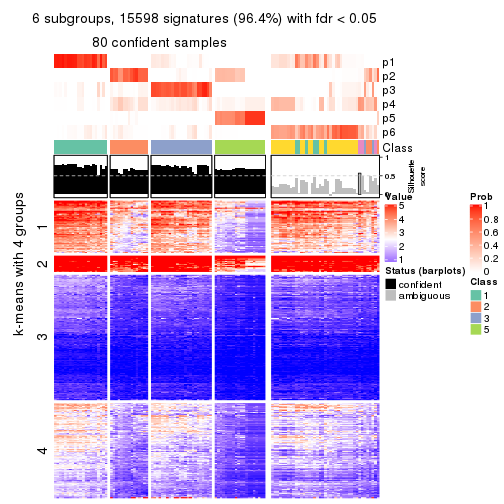 6 subgroups, 15598 signatures (96.4%) with fdr < 0.05
80 confident samples
p1
p2
p3
p4
p5
p6
Class
1
0.5
0
Silhouette
score
k-means with 4 groups
1
2
3
4
Value
5
4
3
2
1
Status (barplots)
confident
ambiguous
Prob
1
0.8
0.6
0.4
0.2
0
Class
1
2
3
5